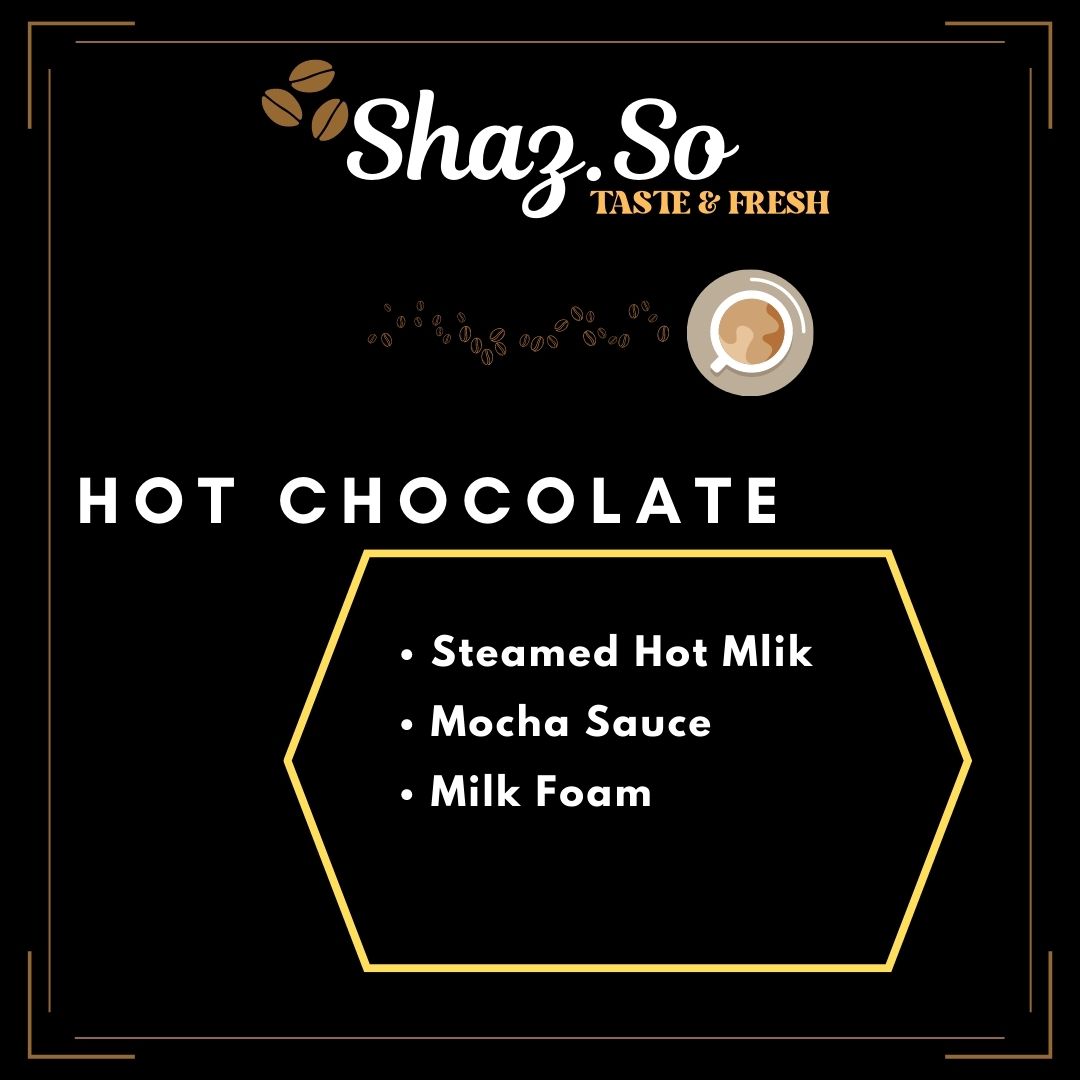 Shaz.So
TASTE & FRESH
HOT CHOCOLATE
• Steamed Hot Mlik
• Mocha Sauce
• Milk Foam